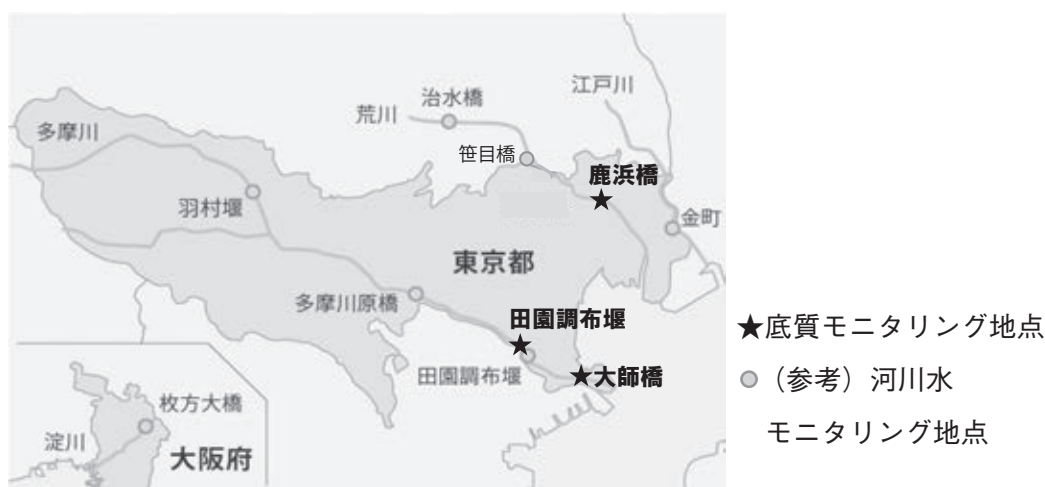 江戸川
治水橋
荒川
多摩川
笹目橋
鹿浜橋
羽村堰
金町
東京都
多摩川原橋
田園調布堰
★底質モニタリング地点
田園調布堰
★大師橋
（参考）河川水
モニタリング地点
枚方大橋
淀川
大阪府